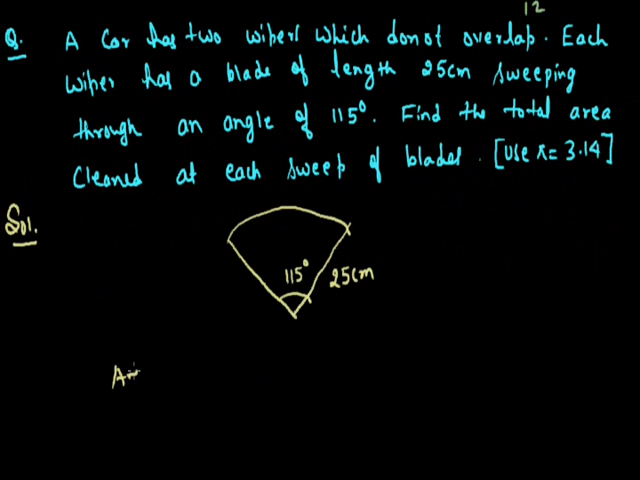 12
Q. A Car has two wipers which donot overlap. Each
wiper has a blade of length 25cm sweeping
through an angle of 115°. Find the total area
Cleaned at each sweep of blades. [Use π = 3.14]
Sol.
115° 25cm